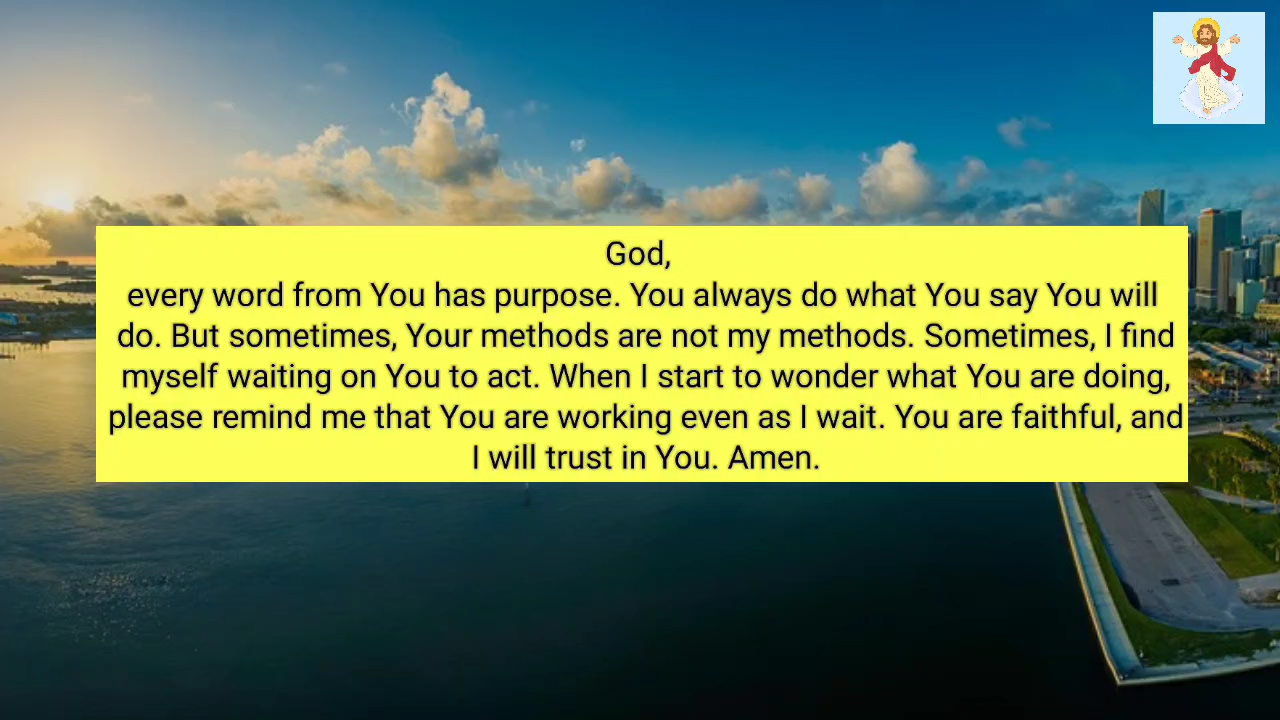 God,
every word from You has purpose. You always do what You say You will
do. But sometimes, Your methods are not my methods. Sometimes, I find
myself waiting on You to act. When I start to wonder what You are doing,
please remind me that You are working even as I wait. You are faithful, and
I will trust in You. Amen.